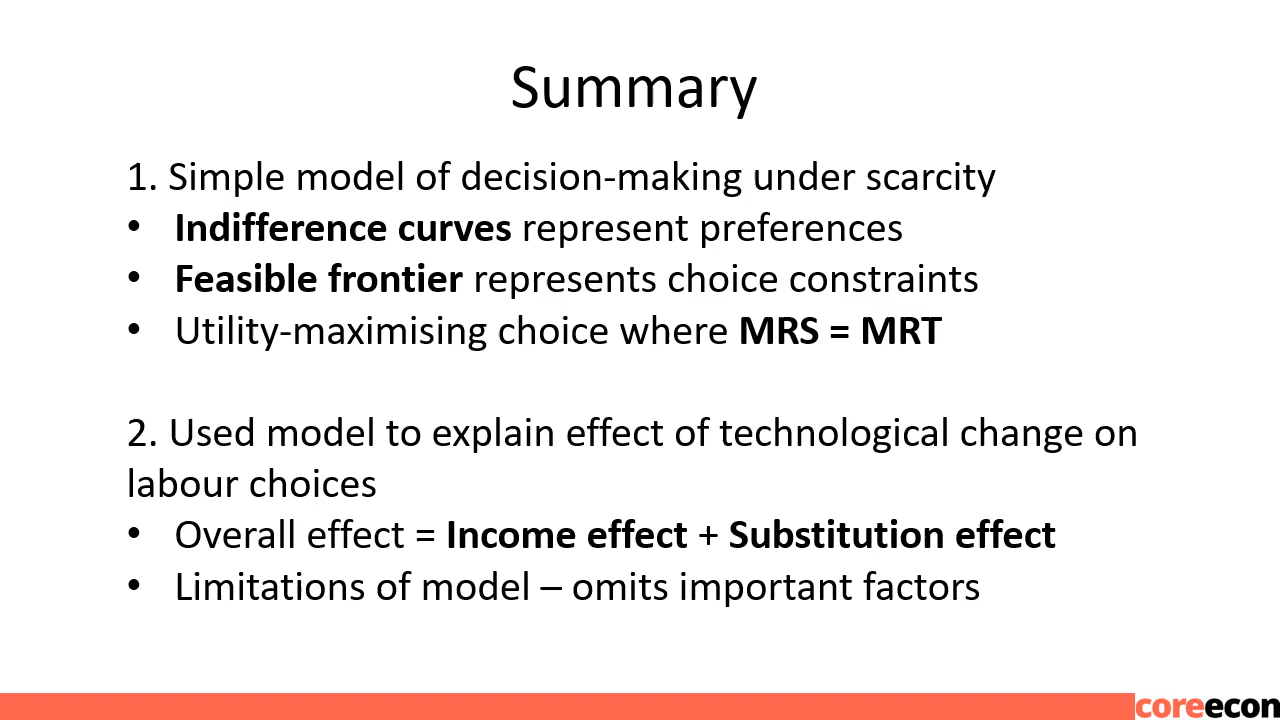 Summary
1. Simple model of decision-making under scarcity
• Indifference curves represent preferences
• Feasible frontier represents choice constraints
• Utility-maximising choice where MRS = MRT
2. Used model to explain effect of technological change on
labour choices
• Overall effect = Income effect + Substitution effect
• Limitations of model – omits important factors
coreecon